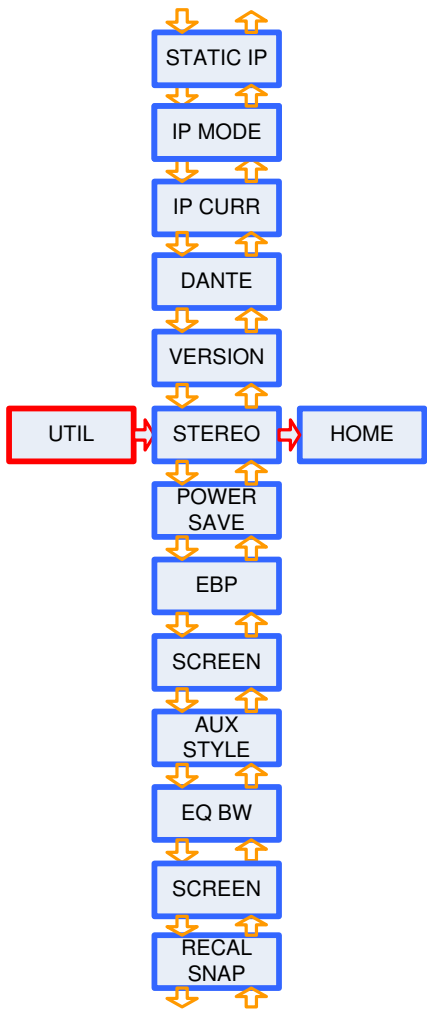 STATIC IP
IP MODE
IP CURR
DANTE
VERSION
UTIL
STEREO
HOME
POWER
SAVE
EBP
SCREEN
AUX
STYLE
EQ BW
SCREEN
RECAL
SNAP